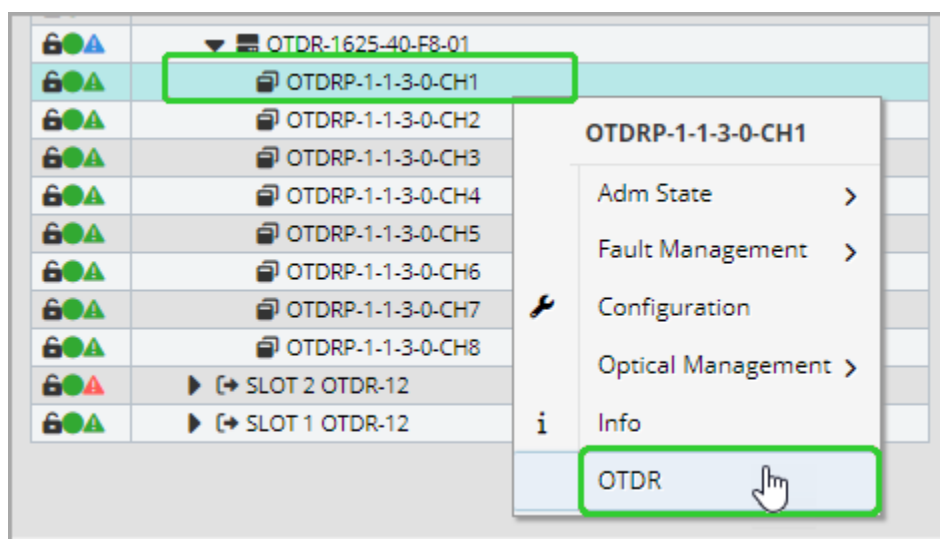 OTDR-1625-40-F8-01
OTDRP-1-1-3-0-CH1
OTDRP-1-1-3-0-CH2
OTDRP-1-1-3-0-CH3
OTDRP-1-1-3-0-CH4
OTDRP-1-1-3-0-CH5
OTDRP-1-1-3-0-CH6
OTDRP-1-1-3-0-CH7
OTDRP-1-1-3-0-CH8
SLOT 2 OTDR-12
SLOT 1 OTDR-12
OTDRP-1-1-3-0-CH1
Adm State
Fault Management
Configuration
Optical Management
Info
OTDR